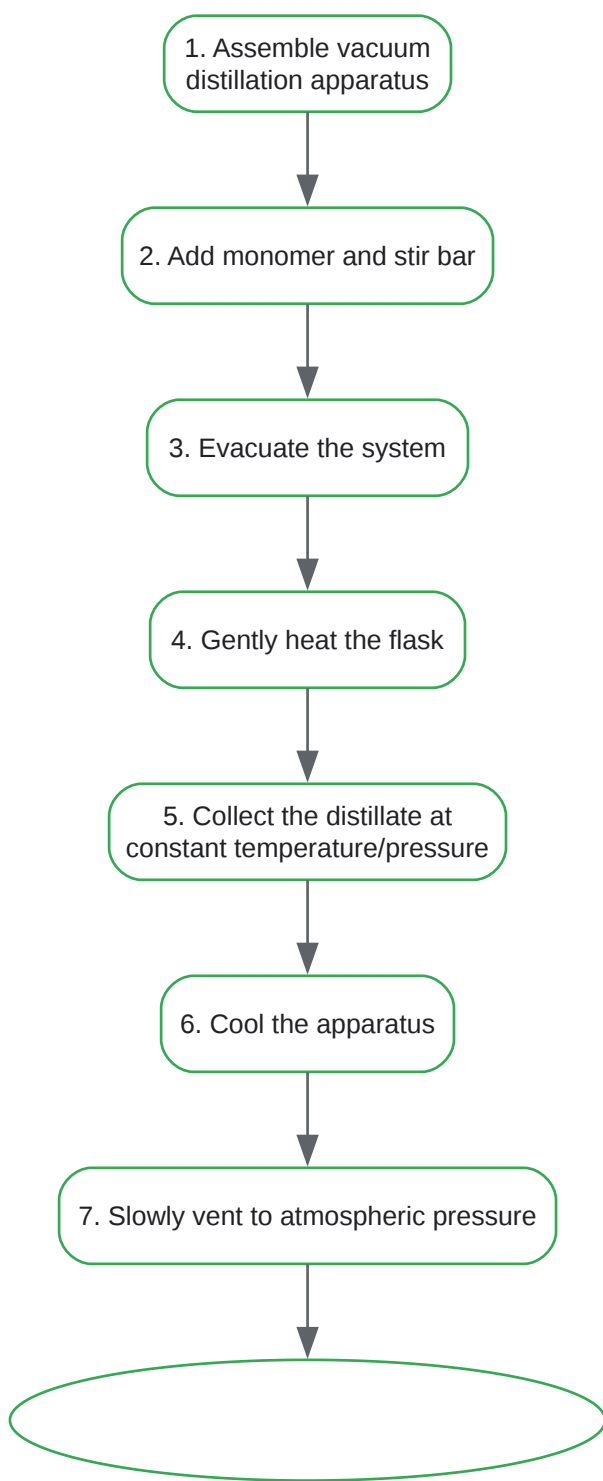 1. Assemble vacuum
distillation apparatus
2. Add monomer and stir bar
3. Evacuate the system
4. Gently heat the flask
5. Collect the distillate at
constant temperature/pressure
6. Cool the apparatus
7. Slowly vent to atmospheric pressure